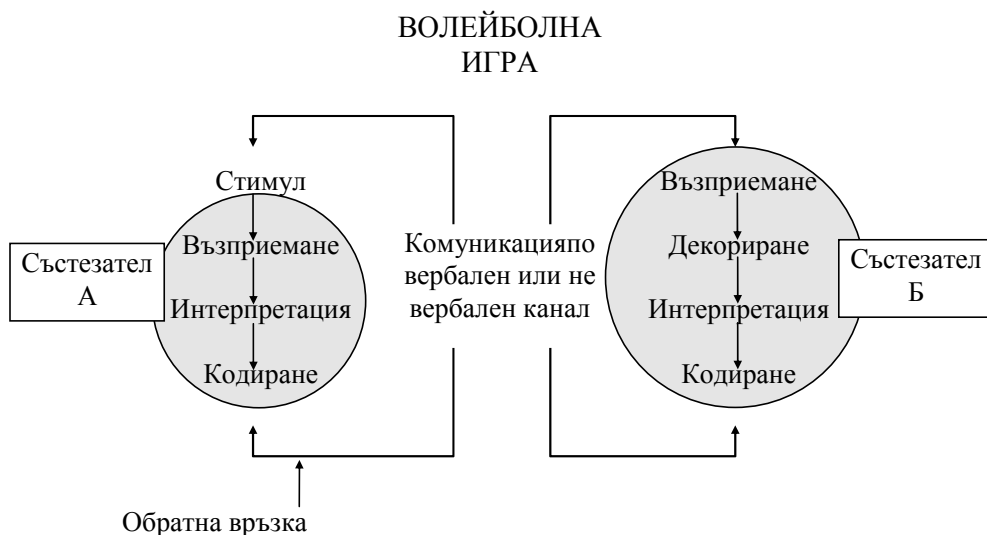 ВОЛЕЙБОЛНА
ИГРА
Стимул
Възприемане
Интерпретация
Кодиране
Състезател
А
Комуникацияпо
вербален или не
вербален канал
Възприемане
Декориране
Интерпретация
Кодиране
Състезател
Б
Обратна връзка